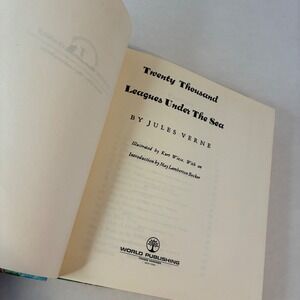 Twenty Thousand
Leagues Under The Sea
BY JULES VERNE
Illustrated by Kurt Wiese. With an
Introduction by May Lamberton Becker
WORLD PUBLISHING